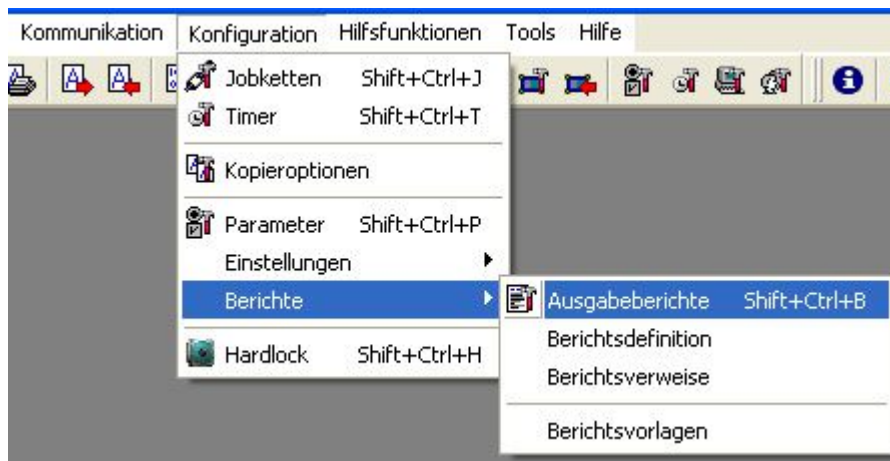 Kommunikation Konfiguration Hilfsfunktionen Tools Hilfe
Jobketten Shift+Ctrl+J
Timer Shift+Ctrl+T
Kopieroptionen
Parameter Shift+Ctrl+P
Einstellungen
Berichte
Ausgabeberichte Shift+Ctrl+B
Berichtsdefinition
Berichtsverweise
Hardlock Shift+Ctrl+H
Berichtsvorlagen